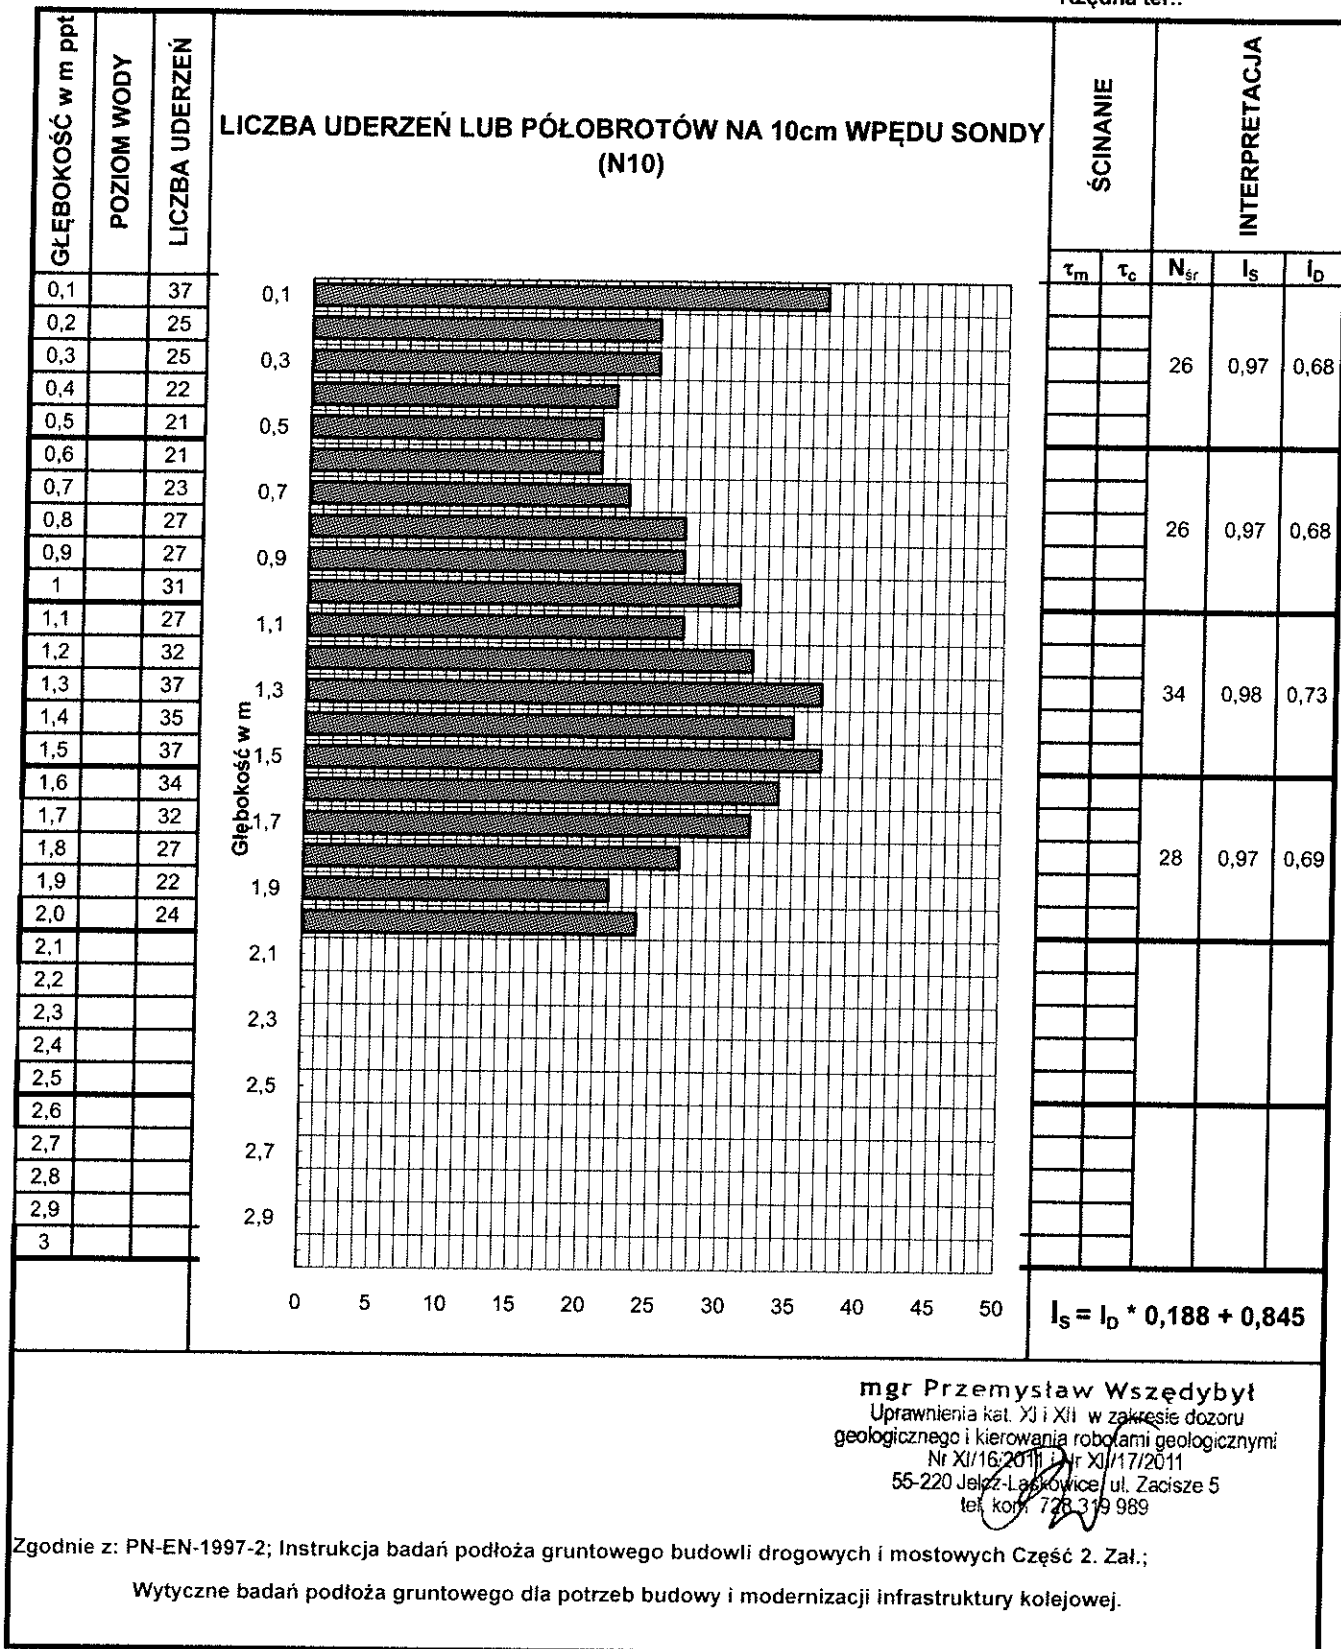 GŁĘBOKOŚĆ w m ppt
POZIOM WODY
LICZBA UDERZEŃ
LICZBA UDERZEŃ LUB PÓŁOBROTÓW NA 10cm WPĘDU SONDY
(N10)
ŚCINANIE
INTERPRETACJA
τm τc Nśr IS iD
0,1 37
0,2 25
0,3 25
0,4 22
0,5 21
0,6 21
0,7 23
0,8 27
0,9 27
1 31
1,1 27
1,2 32
1,3 37
1,4 35
1,5 37
1,6 34
1,7 32
1,8 27
1,9 22
2,0 24
2,1
2,2
2,3
2,4
2,5
2,6
2,7
2,8
2,9
3
Głębokość w m
0,1
0,3
0,5
0,7
0,9
1,1
1,3
1,5
1,7
1,9
2,1
2,3
2,5
2,7
2,9
0 5 10 15 20 25 30 35 40 45 50
26 0,97 0,68
26 0,97 0,68
34 0,98 0,73
28 0,97 0,69
IS = ID * 0,188 + 0,845
mgr Przemysław Wszędybył
Uprawnienia kat. XI i XII w zakresie dozoru
geologicznego i kierowania robotami geologicznymi
Nr XI/16/2011 i Nr XII/17/2011
55-220 Jelcz-Laskowice, ul. Zacisze 5
tel. kom. 728 319 989
Zgodnie z: PN-EN-1997-2; Instrukcja badań podłoża gruntowego budowli drogowych i mostowych Część 2. Zał.;
Wytyczne badań podłoża gruntowego dla potrzeb budowy i modernizacji infrastruktury kolejowej.